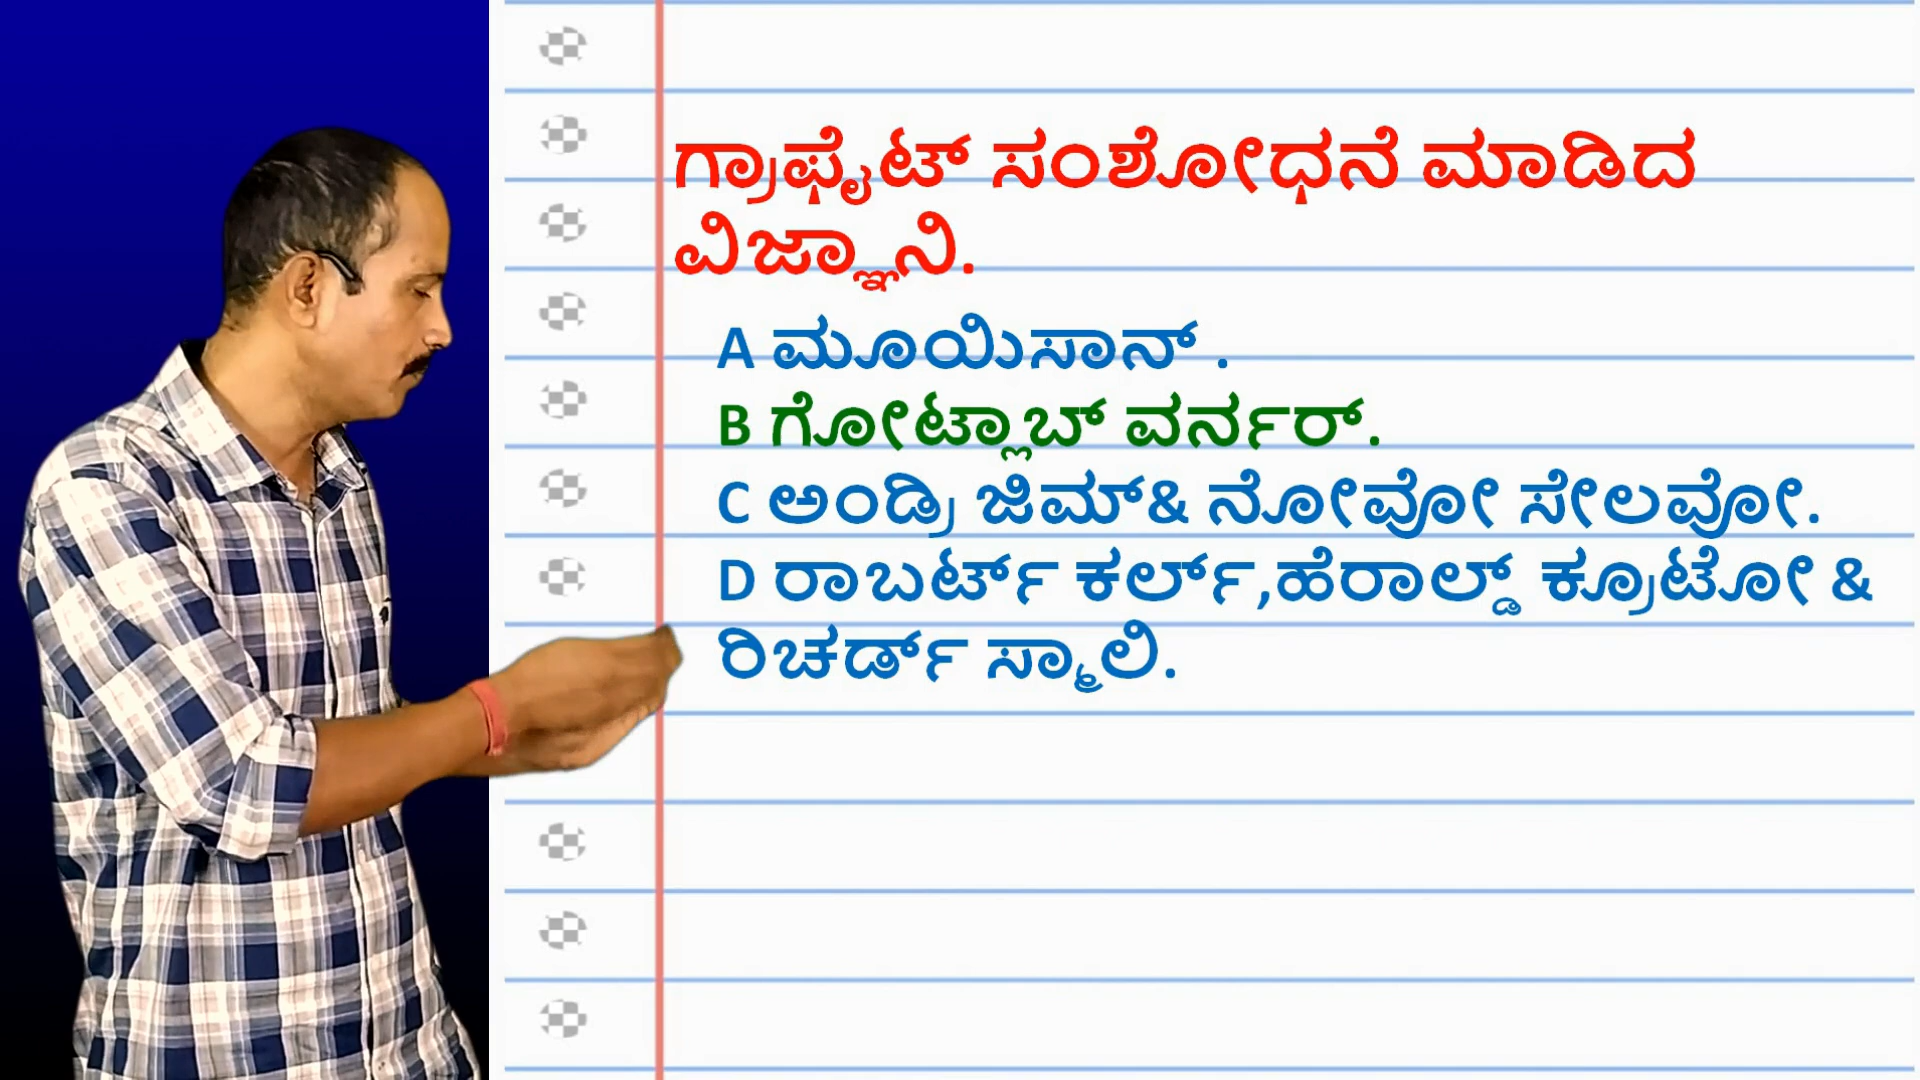 ಗ್ರಾಫೈಟ್ ಸಂಶೋಧನೆ ಮಾಡಿದ
ವಿಜ್ಞಾನಿ.
A ಮೂಯಿಸಾನ್ .
B ಗೋಟ್ಲಾಬ್ ವರ್ನರ್.
C ಅಂಡ್ರಿ ಜಿಮ್& ನೋವೋ ಸೇಲವೋ.
D ರಾಬರ್ಟ್ ಕರ್ಲ್,ಹೆರಾಲ್ಡ್ ಕ್ರೂಟೋ &
ರಿಚರ್ಡ್ ಸ್ಮಾಲಿ.